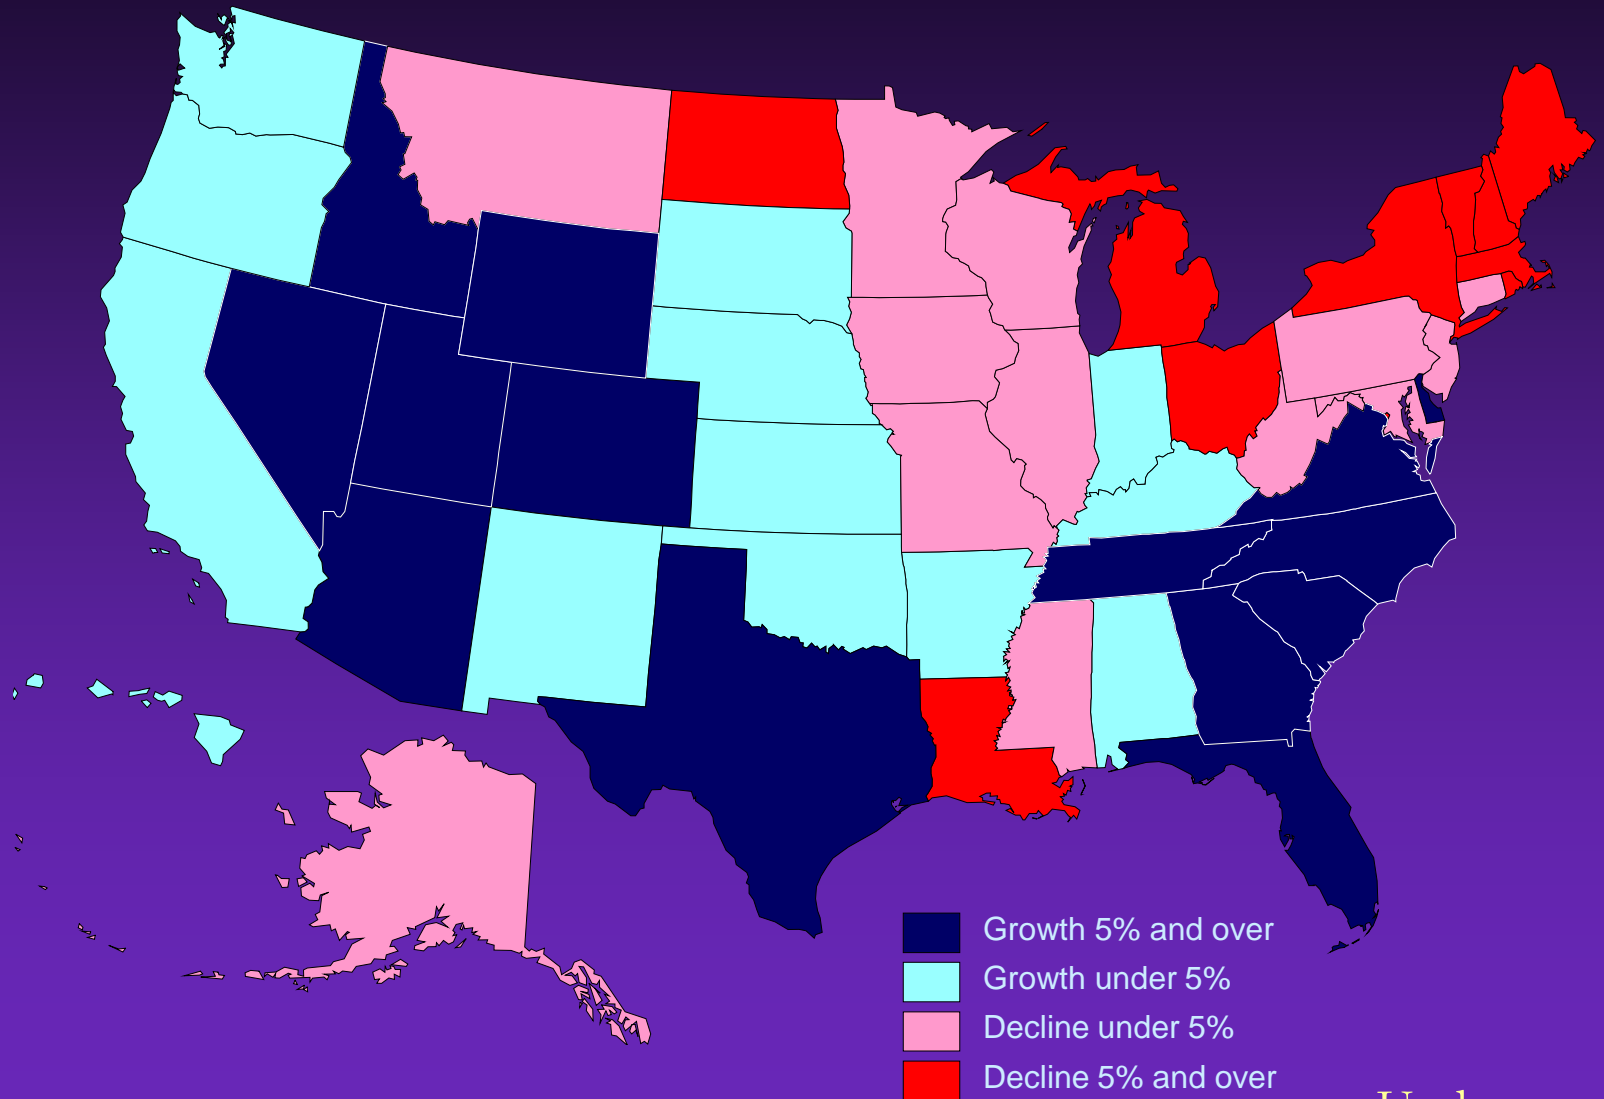 Growth 5% and over
Growth under 5%
Decline under 5%
Decline 5% and over